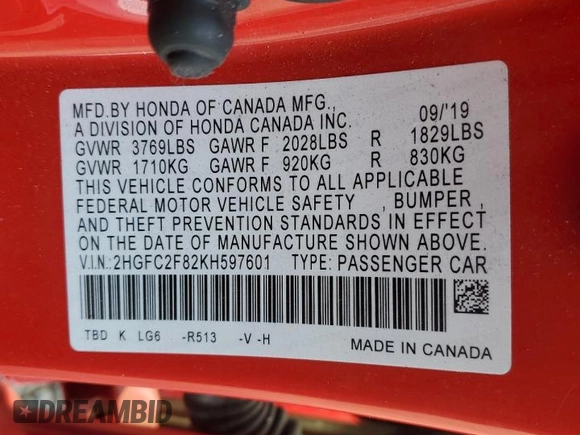 MFD.BY HONDA OF CANADA MFG., 09/'19
A DIVISION OF HONDA CANADA INC.
GVWR 3769LBS GAWR F 2028LBS R 1829LBS
GVWR 1710KG GAWR F 920KG R 830KG
THIS VEHICLE CONFORMS TO ALL APPLICABLE
FEDERAL MOTOR VEHICLE SAFETY , BUMPER ,
AND THEFT PREVENTION STANDARDS IN EFFECT
ON THE DATE OF MANUFACTURE SHOWN ABOVE.
V.I.N.:2HGFC2F82KH597601 TYPE: PASSENGER CAR
TBD K LG6 -R513 -V -H
MADE IN CANADA
DREAMBID